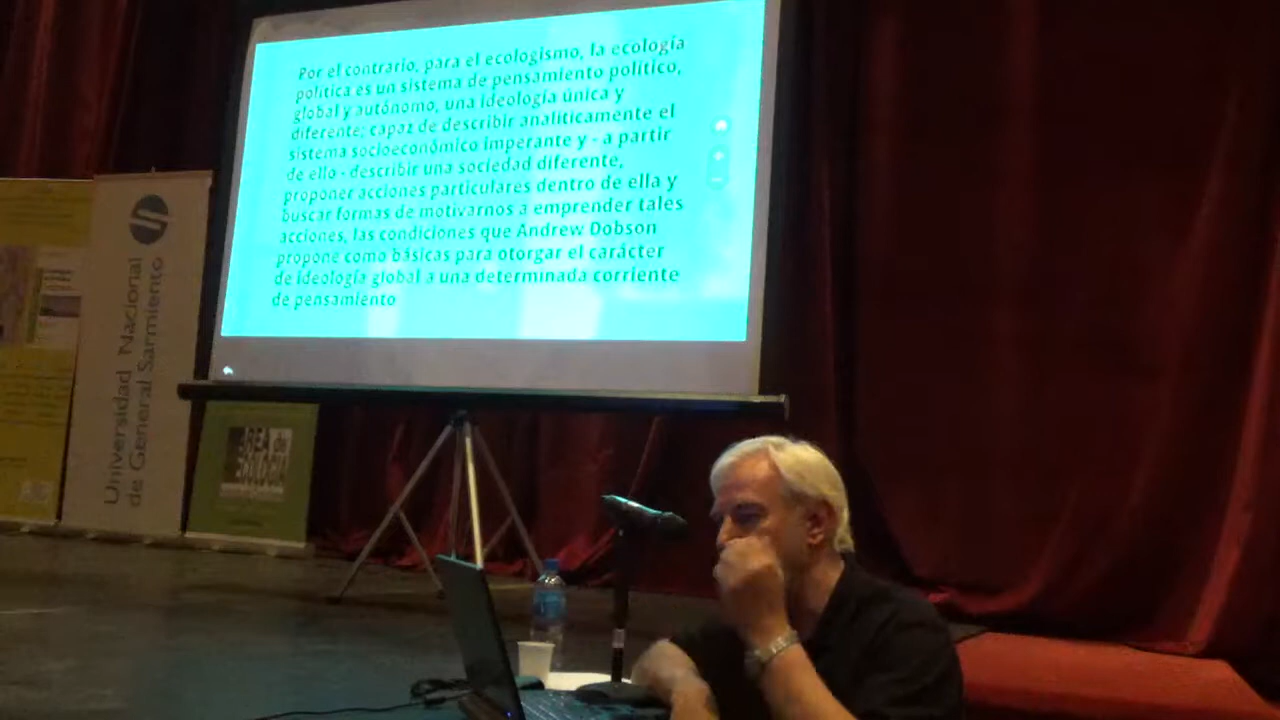 Por el contrario, para el ecologismo, la ecología
política es un sistema de pensamiento político,
global y autónomo, una ideología única y
diferente; capaz de describir analíticamente el
sistema socioeconómico imperante y - a partir
de ello - describir una sociedad diferente,
proponer acciones particulares dentro de ella y
buscar formas de motivarnos a emprender tales
acciones, las condiciones que Andrew Dobson
propone como básicas para otorgar el carácter
de ideología global a una determinada corriente
de pensamiento
Universidad Nacional
de General Sarmiento
AREA de
ECOLOGIA